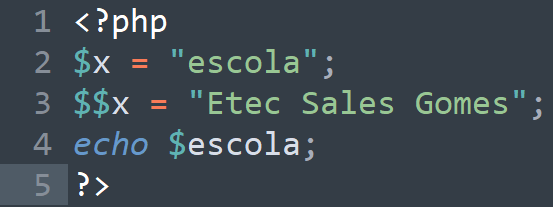 1 <?php
2 $x = "escola";
3 $$x = "Etec Sales Gomes";
4 echo $escola;
5 ?>